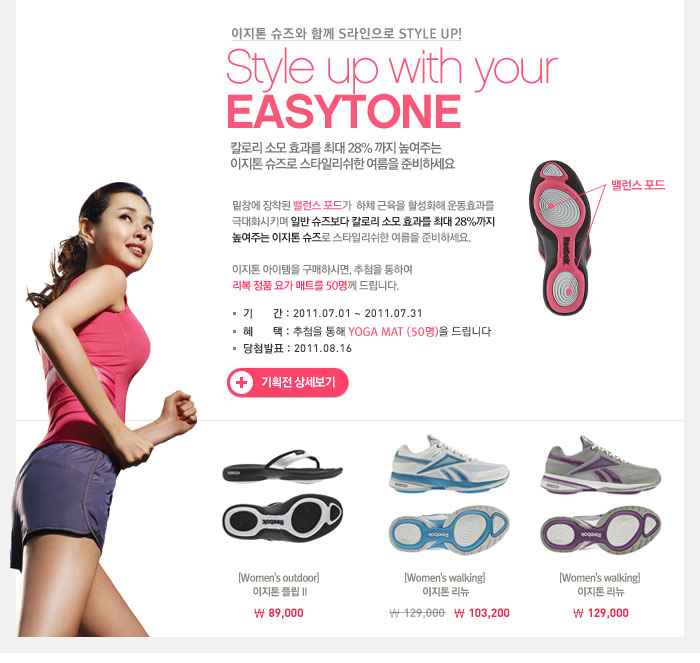 이지톤 슈즈와 함께 S라인으로 STYLE UP!
Style up with your
EASYTONE
칼로리 소모 효과를 최대 28% 까지 높여주는
이지톤 슈즈로 스타일리쉬한 여름을 준비하세요
밸런스 포드
밑창에 장착된 밸런스 포드가 하체 근육을 활성화해 운동효과를
극대화시키며 일반 슈즈보다 칼로리 소모 효과를 최대 28%까지
높여주는 이지톤 슈즈로 스타일리쉬한 여름을 준비하세요.
이지톤 아이템을 구매하시면, 추첨을 통하여
리복 정품 요가 매트를 50명께 드립니다.
▪ 기 간 : 2011.07.01 ~ 2011.07.31
▪ 혜 택 : 추첨을 통해 YOGA MAT (50명)을 드립니다
▪ 당첨발표 : 2011.08.16
기획전 상세보기
Reebok
Reebok
Reebok
Reebok
[Women's outdoor]
이지톤 플립 II
₩ 89,000
[Women's walking]
이지톤 리뉴
₩ 129,000 ₩ 103,200
[Women's walking]
이지톤 리뉴
₩ 129,000